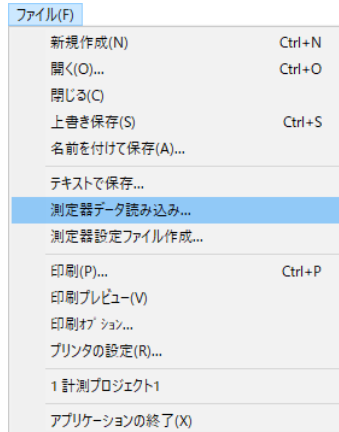 ファイル(F)
新規作成(N) Ctrl+N
開く(O)... Ctrl+O
閉じる(C)
上書き保存(S) Ctrl+S
名前を付けて保存(A)...
テキストで保存...
測定器データ読み込み...
測定器設定ファイル作成...
印刷(P)... Ctrl+P
印刷プレビュー(V)
印刷ｵﾌﾟｼｮﾝ...
プリンタの設定(R)...
1 計測プロジェクト1
アプリケーションの終了(X)